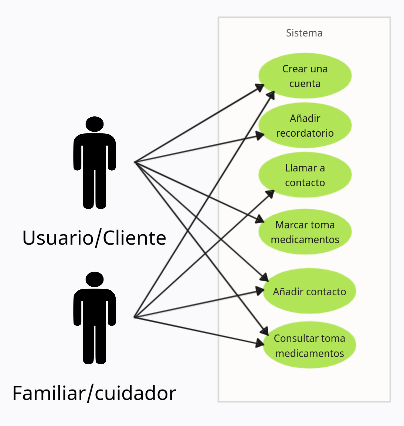 Sistema
Crear una
cuenta
Añadir
recordatorio
Llamar a
contacto
Marcar toma
medicamentos
Añadir contacto
Consultar toma
medicamentos
Usuario/Cliente
Familiar/cuidador